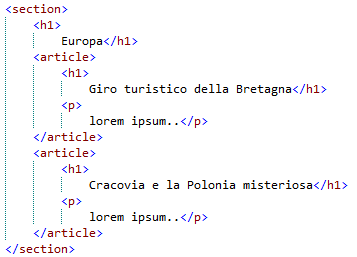 <section>
<h1>
Europa</h1>
<article>
<h1>
Giro turistico della Bretagna</h1>
<p>
lorem ipsum..</p>
</article>
<article>
<h1>
Cracovia e la Polonia misteriosa</h1>
<p>
lorem ipsum..</p>
</article>
</section>